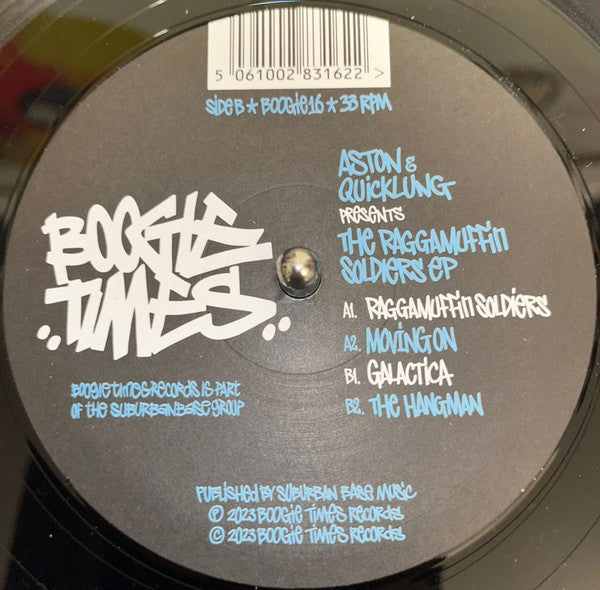 5 061002 831622 >
SIDE B ★ BOOGIE16 ★ 33 RPM
ASTON &
QUICKLUNG
PRESENTS
THE RAGGAMUFFIN
SOLDIERS EP
A1. RAGGAMUFFIN SOLDIERS
A2. MOVING ON
B1. GALACTICA
B2. THE HANGMAN
BOOGIE
..TIMES..
BOOGIE TIMES RECORDS IS PART
OF THE SUBURBAN BASE GROUP
PUBLISHED BY SUBURBAN BASE MUSIC
℗ 2023 BOOGIE TIMES RECORDS
© 2023 BOOGIE TIMES RECORDS